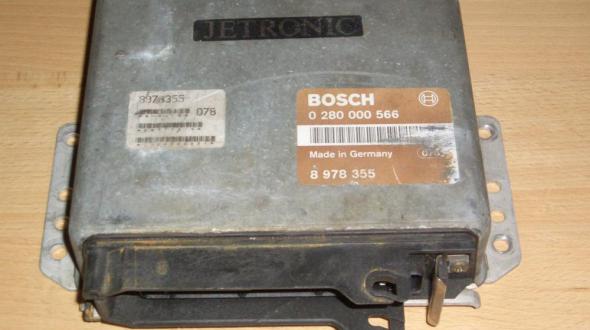 JETRONIC
8978355
078
BOSCH
0 280 000 566
Made in Germany
8 978 355